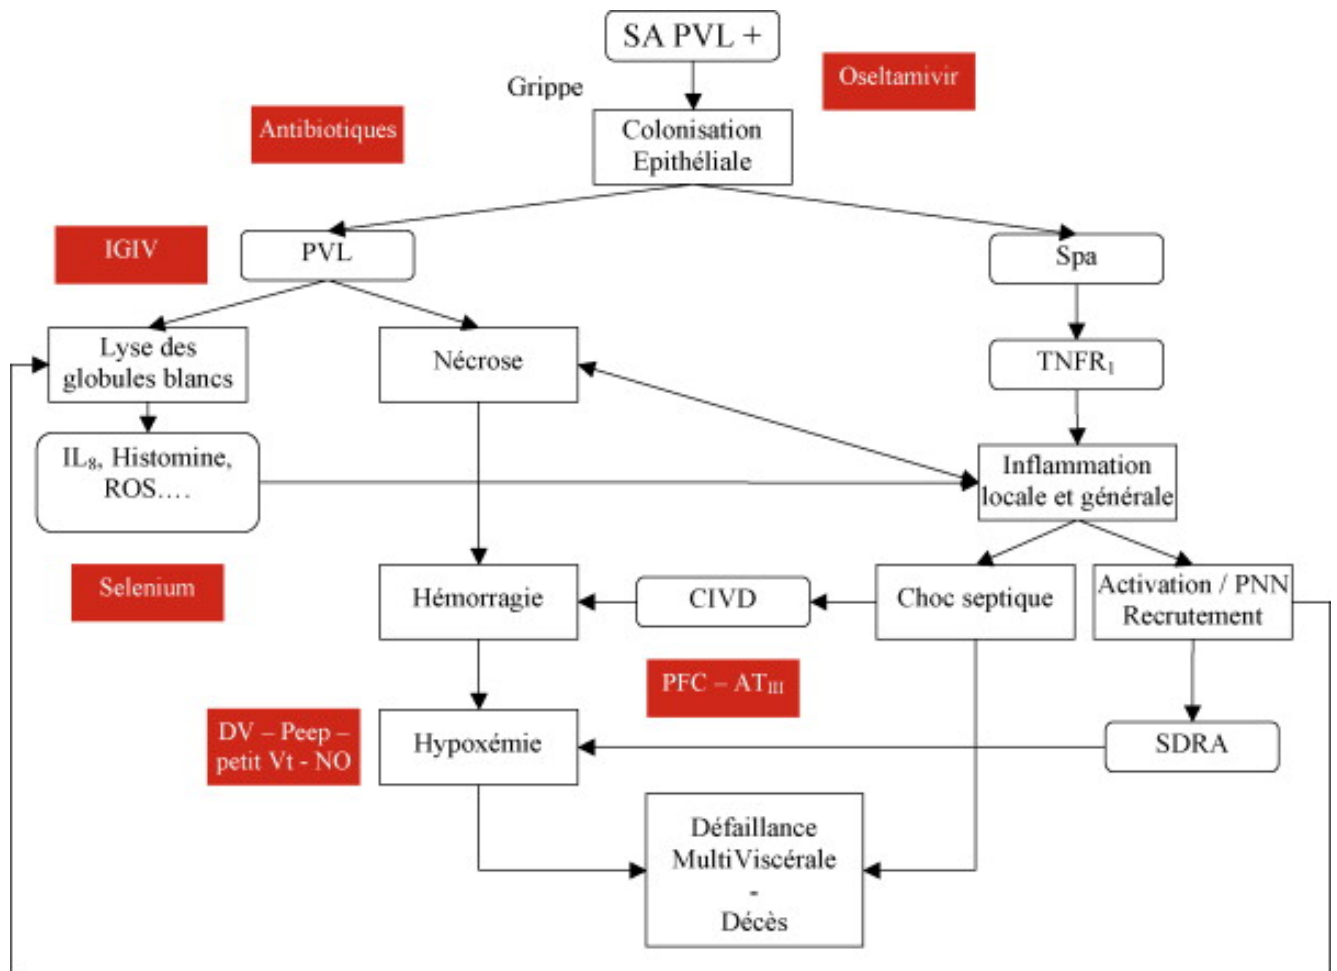 SA PVL +
Grippe
Oseltamivir
Antibiotiques
Colonisation
Epithéliale
IGIV
PVL
Spa
Lyse des
globules blancs
Nécrose
TNFR₁
IL₈, Histomine,
ROS….
Inflammation
locale et générale
Selenium
Hémorragie
CIVD
Choc septique
Activation / PNN
Recrutement
PFC – AT_III
DV – Peep –
petit Vt - NO
Hypoxémie
SDRA
Défaillance
MultiViscérale
-
Décès